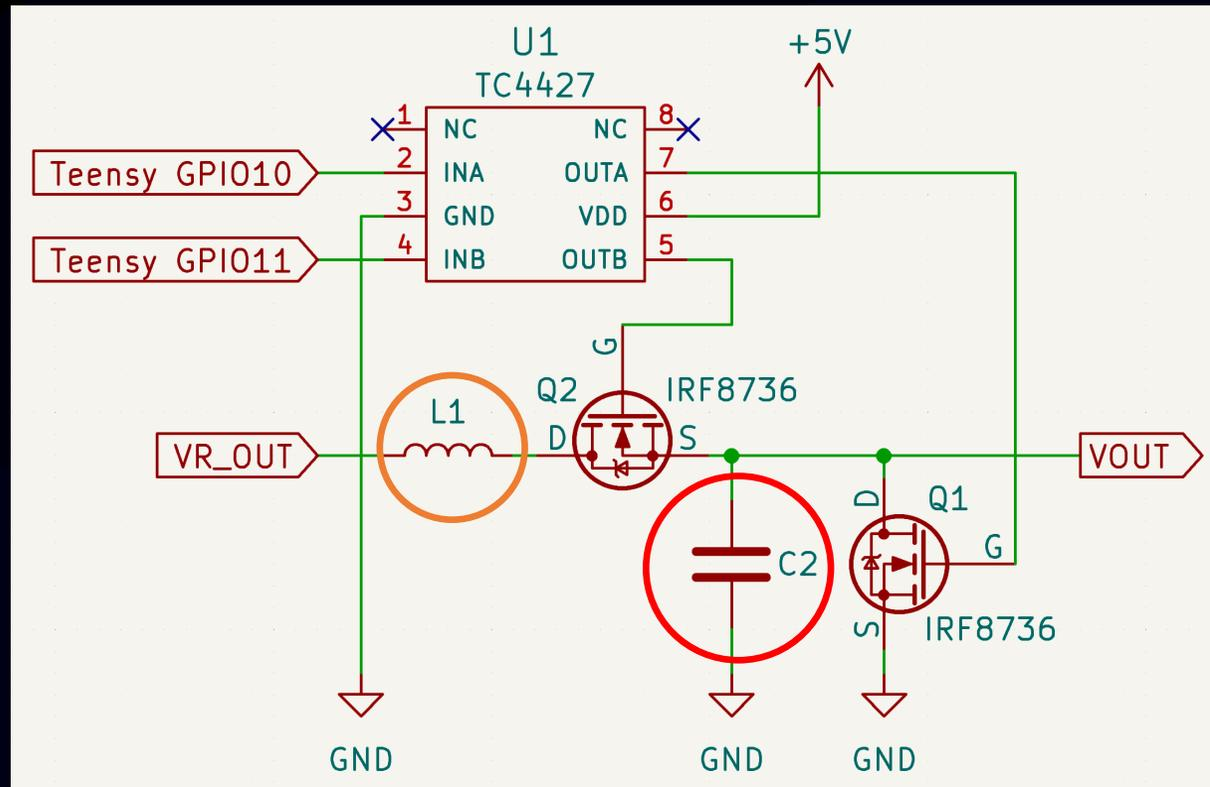 U1
TC4427
+5V
1 NC NC 8
Teensy GPIO10 2 INA OUTA 7
3 GND VDD 6
Teensy GPIO11 4 INB OUTB 5
G
Q2 IRF8736
L1
D S
VR_OUT VOUT
D Q1
G
C2
S IRF8736
GND GND GND